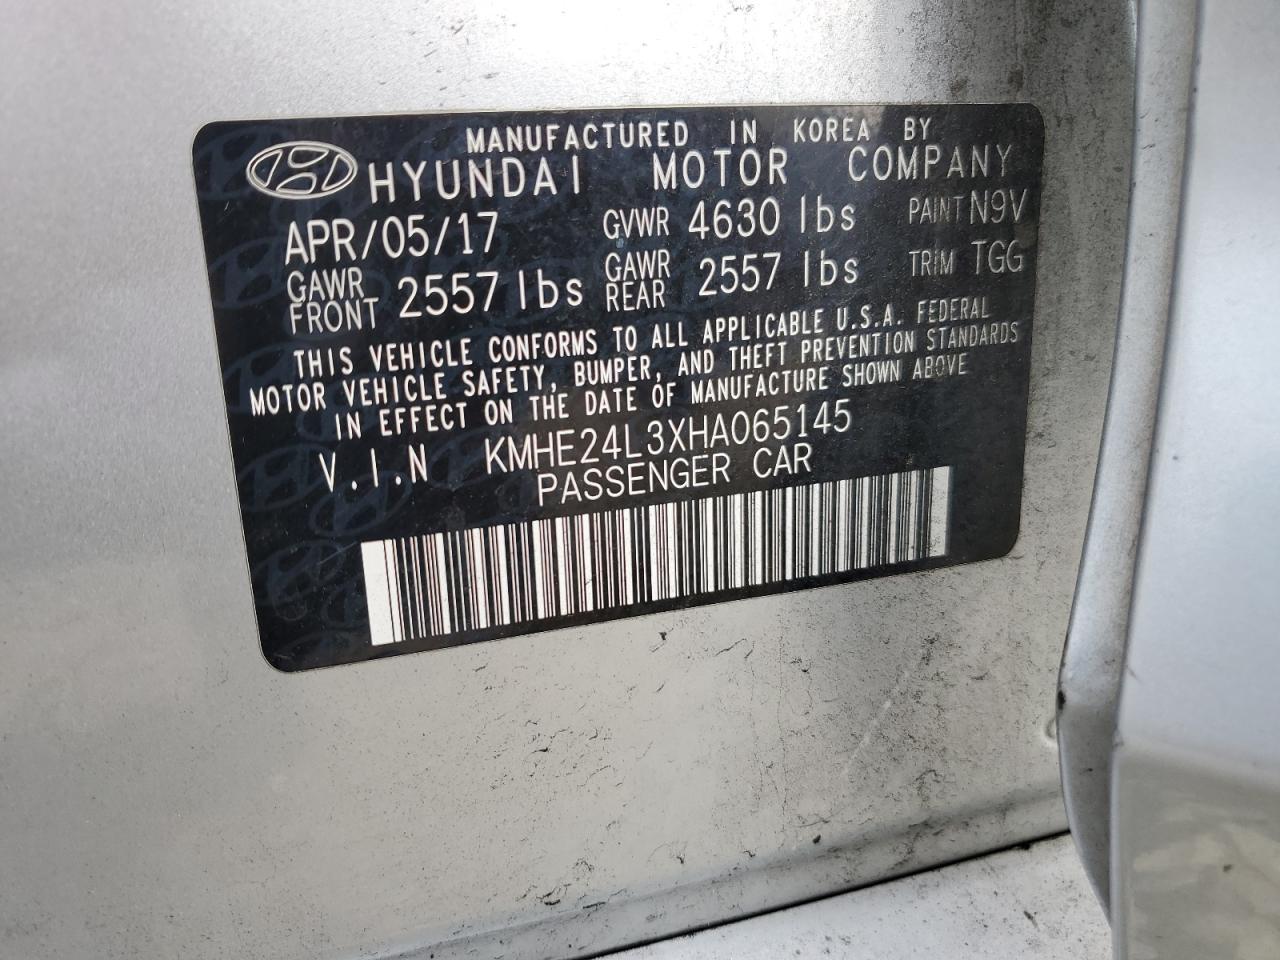 MANUFACTURED IN KOREA BY
HYUNDAI MOTOR COMPANY
APR/05/17 GVWR 4630 lbs PAINT N9V
GAWR FRONT 2557 lbs GAWR REAR 2557 lbs TRIM TGG
THIS VEHICLE CONFORMS TO ALL APPLICABLE U.S.A. FEDERAL
MOTOR VEHICLE SAFETY, BUMPER, AND THEFT PREVENTION STANDARDS
IN EFFECT ON THE DATE OF MANUFACTURE SHOWN ABOVE
V.I.N KMHE24L3XHA065145
PASSENGER CAR